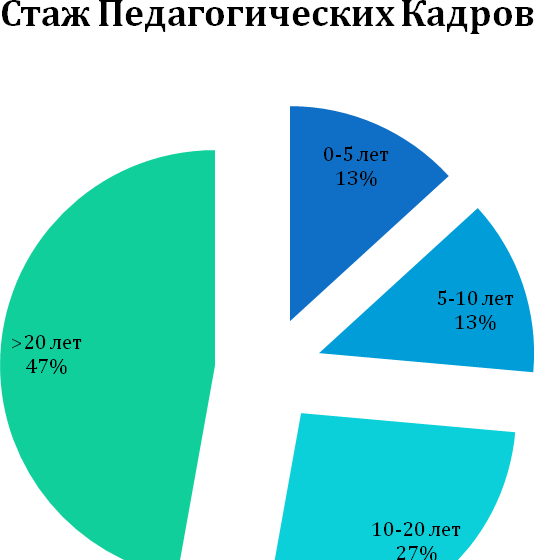 Стаж Педагогических Кадров
0-5 лет
13%
5-10 лет
13%
>20 лет
47%
10-20 лет
27%